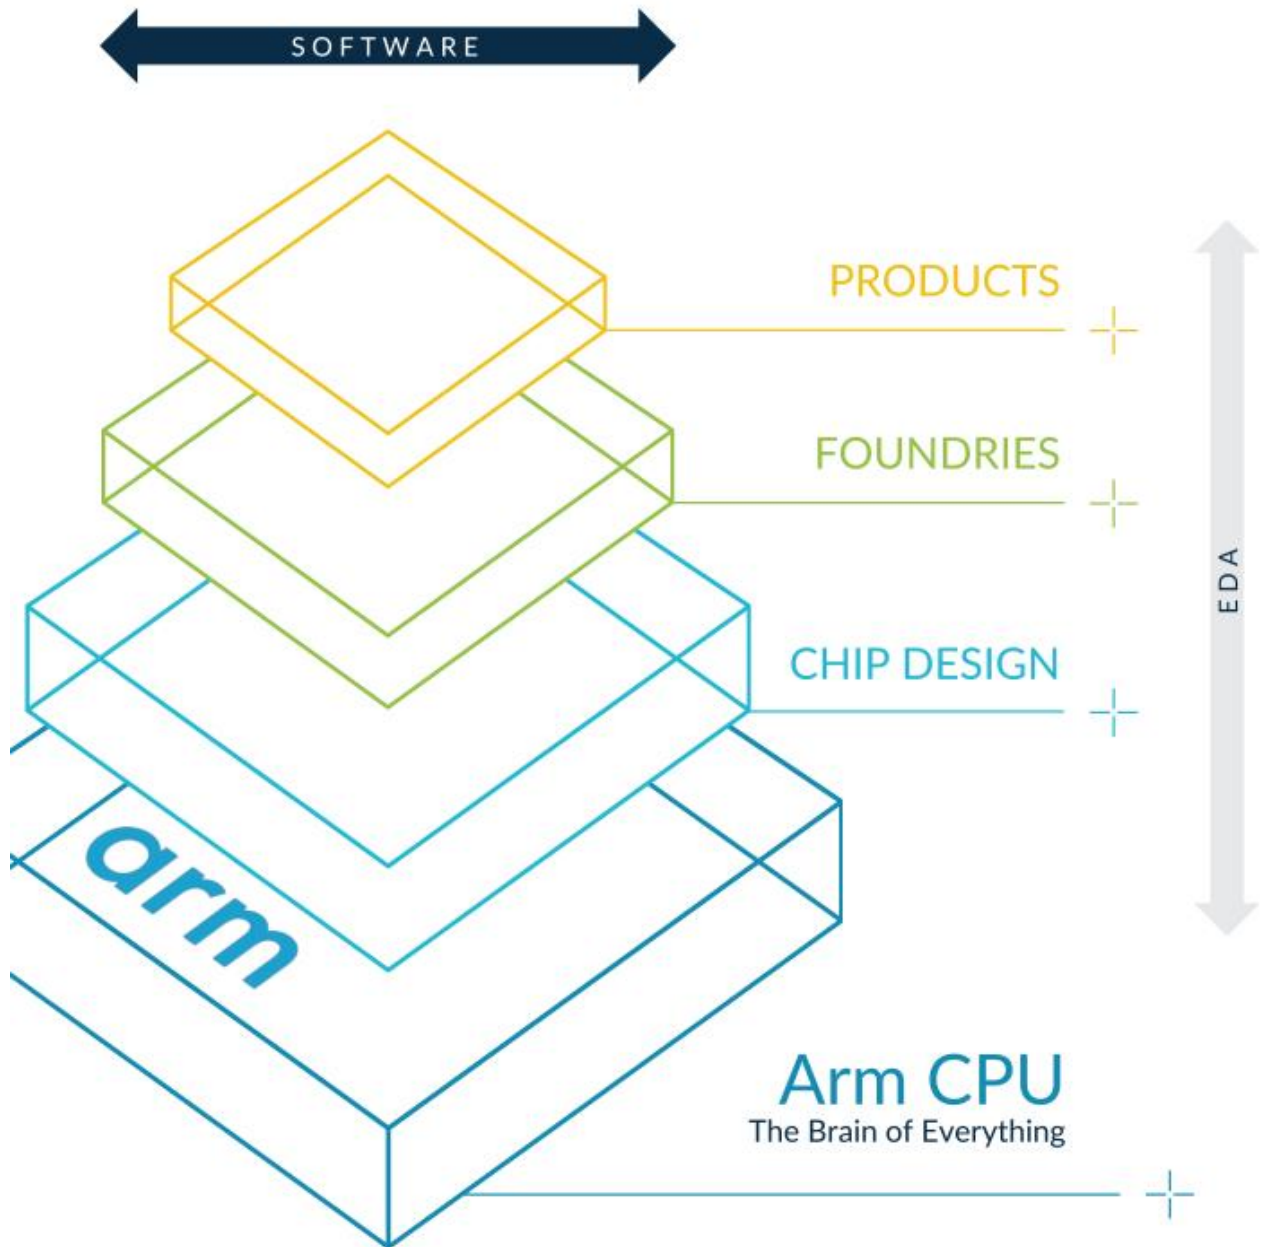 SOFTWARE
PRODUCTS
FOUNDRIES
EDA
CHIP DESIGN
arm
Arm CPU
The Brain of Everything